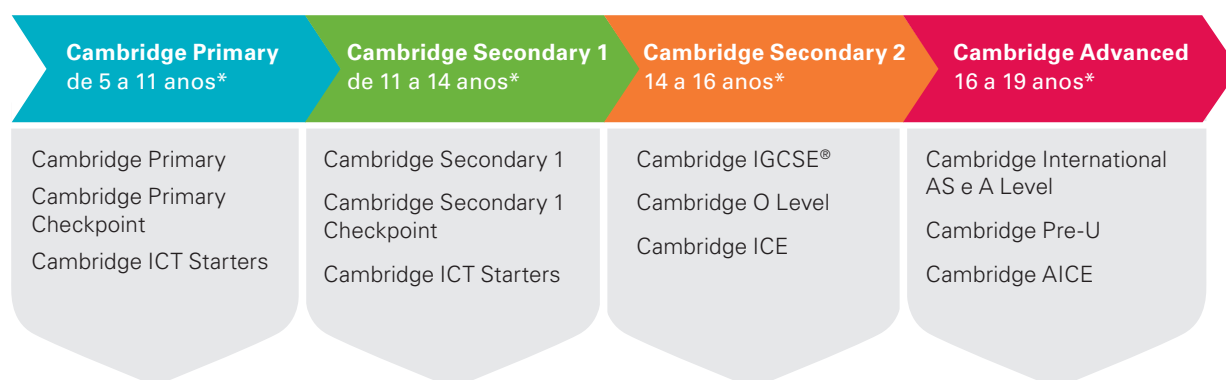 Cambridge Primary
de 5 a 11 anos*
Cambridge Secondary 1
de 11 a 14 anos*
Cambridge Secondary 2
14 a 16 anos*
Cambridge Advanced
16 a 19 anos*
Cambridge Primary
Cambridge Primary
Checkpoint
Cambridge ICT Starters
Cambridge Secondary 1
Cambridge Secondary 1
Checkpoint
Cambridge ICT Starters
Cambridge IGCSE®
Cambridge O Level
Cambridge ICE
Cambridge International
AS e A Level
Cambridge Pre-U
Cambridge AICE